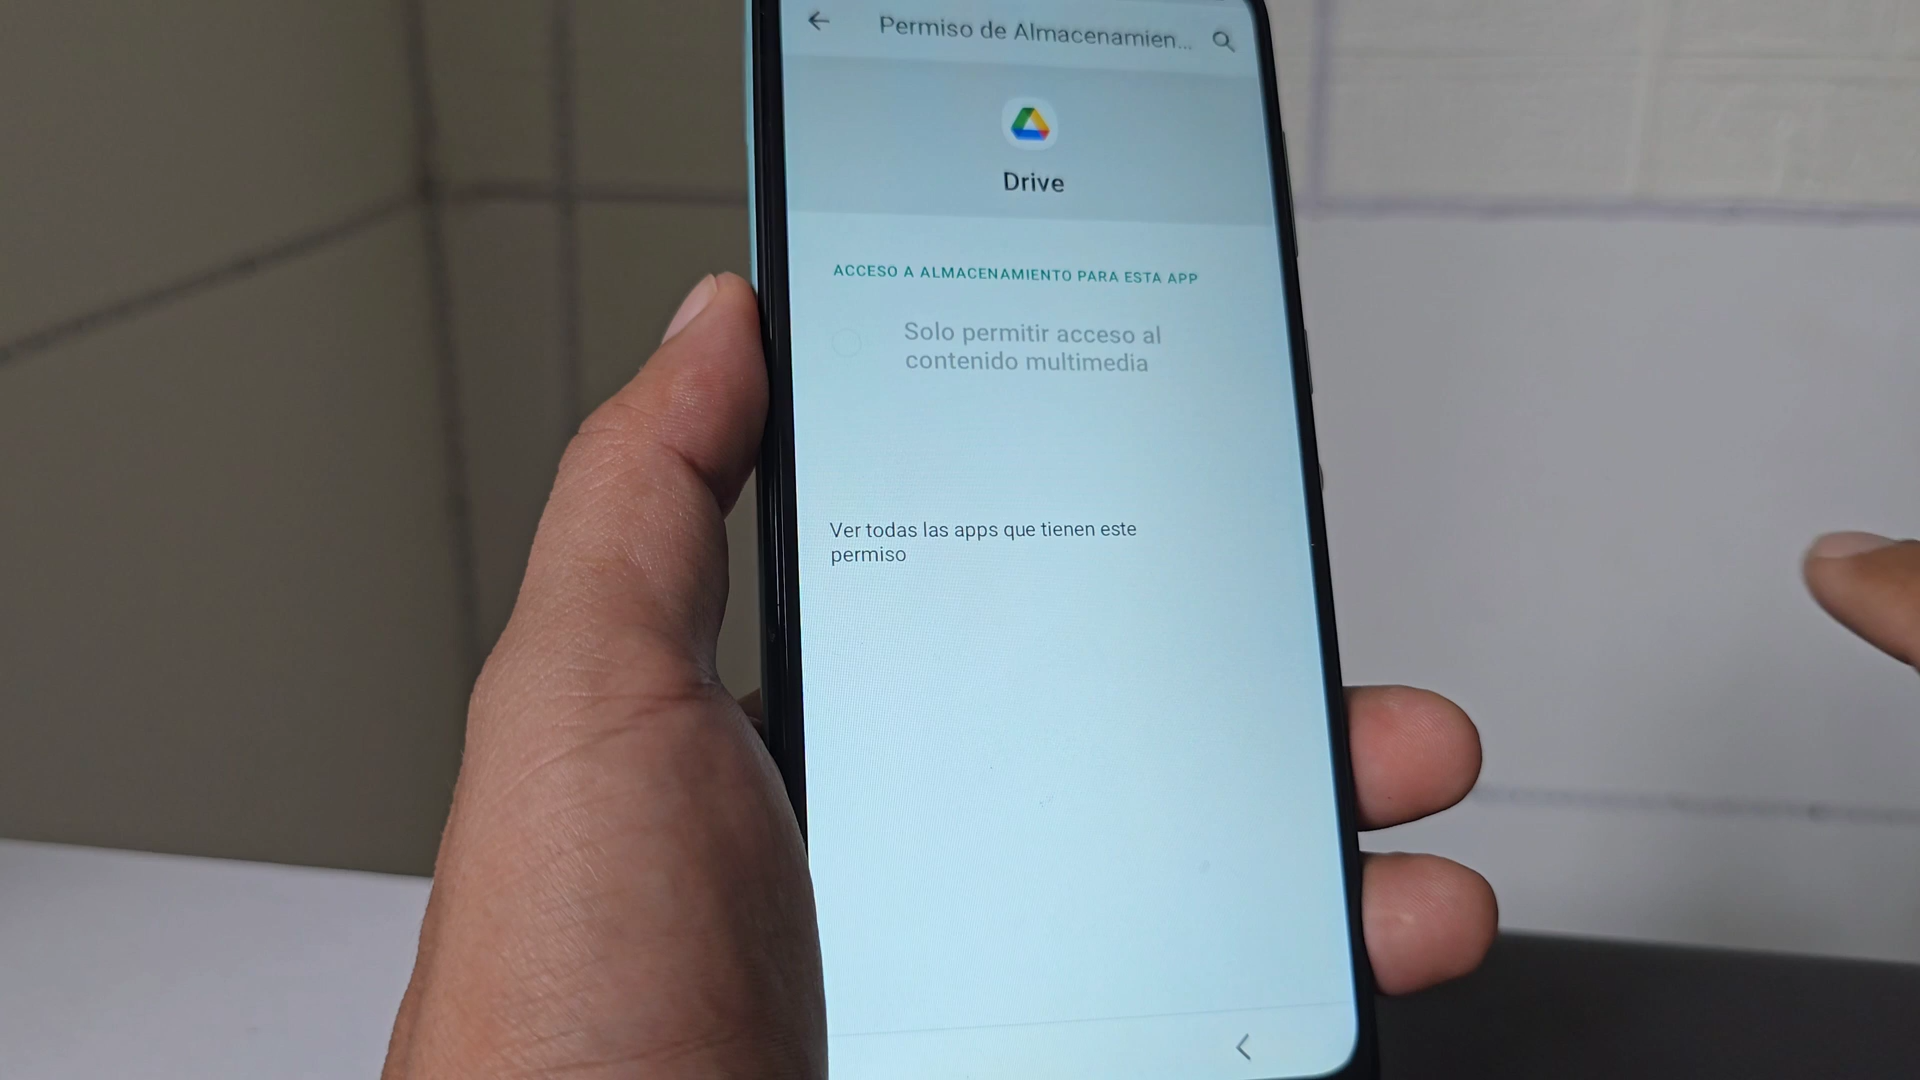 Permiso de Almacenamien...
Drive
ACCESO A ALMACENAMIENTO PARA ESTA APP
Solo permitir acceso al
contenido multimedia
Ver todas las apps que tienen este
permiso